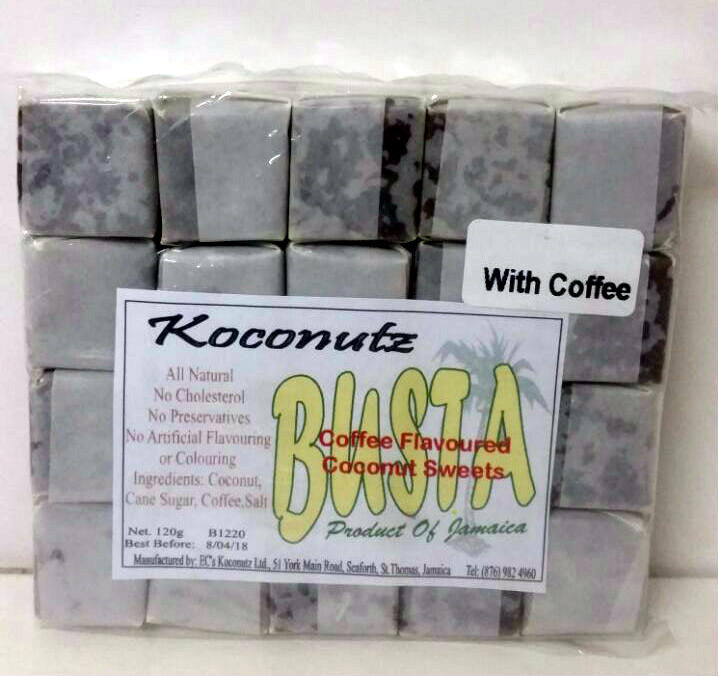 With Coffee
Koconutz
All Natural
No Cholesterol
No Preservatives
No Artificial Flavouring
or Colouring
Ingredients: Coconut,
Cane Sugar, Coffee,Salt
BUSTA
Coffee Flavoured
Coconut Sweets
Product Of Jamaica
Net. 120g B1220
Best Before: 8/04/18
Manufactured by: EC's Koconutz Ltd., 51 York Main Road, Seaforth, St. Thomas, Jamaica Tel: (876) 982 4960